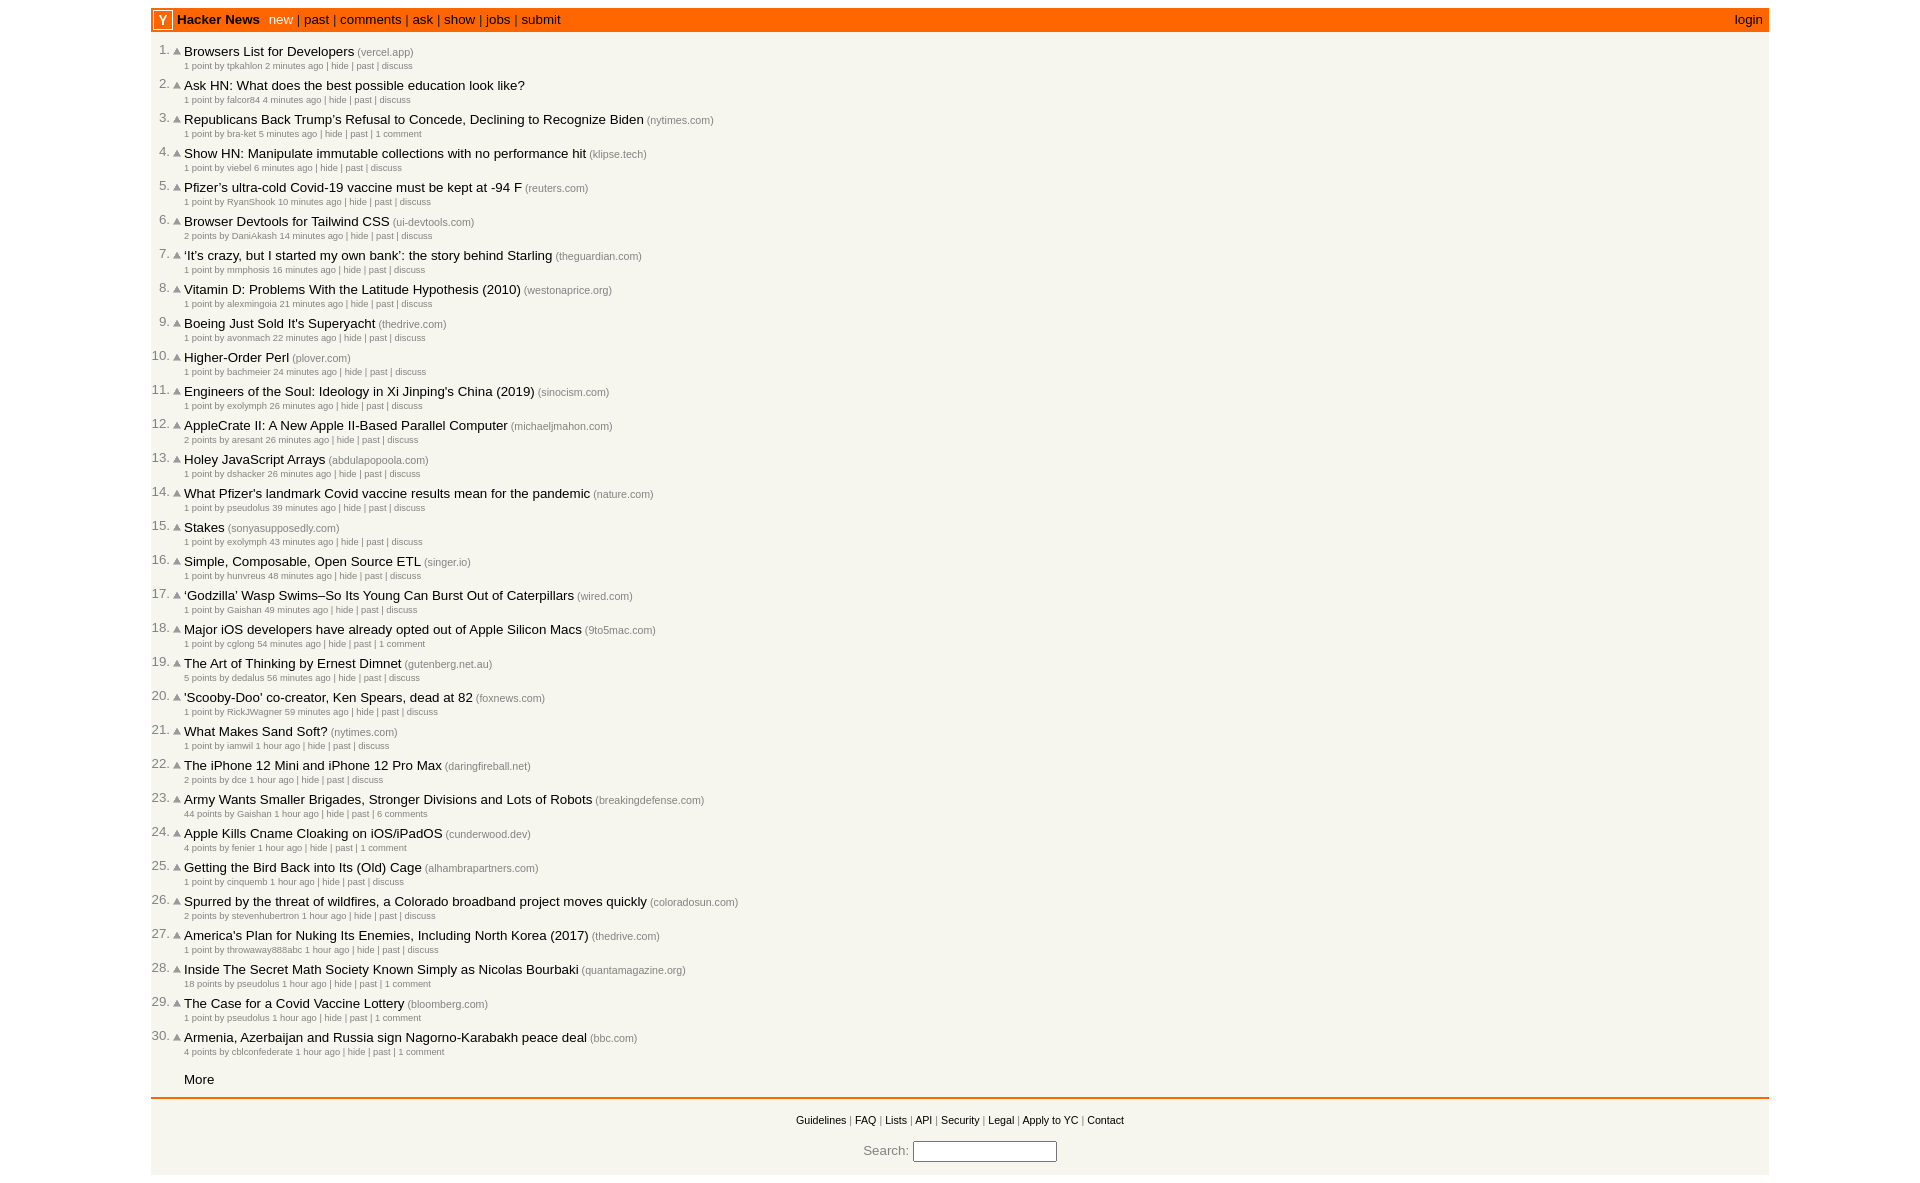 Y Hacker News new | past | comments | ask | show | jobs | submit login
1. Browsers List for Developers (vercel.app)
1 point by tpkahlon 2 minutes ago | hide | past | discuss
2. Ask HN: What does the best possible education look like?
1 point by falcor84 4 minutes ago | hide | past | discuss
3. Republicans Back Trump’s Refusal to Concede, Declining to Recognize Biden (nytimes.com)
1 point by bra-ket 5 minutes ago | hide | past | 1 comment
4. Show HN: Manipulate immutable collections with no performance hit (klipse.tech)
1 point by viebel 6 minutes ago | hide | past | discuss
5. Pfizer’s ultra-cold Covid-19 vaccine must be kept at -94 F (reuters.com)
1 point by RyanShook 10 minutes ago | hide | past | discuss
6. Browser Devtools for Tailwind CSS (ui-devtools.com)
2 points by DaniAkash 14 minutes ago | hide | past | discuss
7. ‘It’s crazy, but I started my own bank’: the story behind Starling (theguardian.com)
1 point by mmphosis 16 minutes ago | hide | past | discuss
8. Vitamin D: Problems With the Latitude Hypothesis (2010) (westonaprice.org)
1 point by alexmingoia 21 minutes ago | hide | past | discuss
9. Boeing Just Sold It's Superyacht (thedrive.com)
1 point by avonmach 22 minutes ago | hide | past | discuss
10. Higher-Order Perl (plover.com)
1 point by bachmeier 24 minutes ago | hide | past | discuss
11. Engineers of the Soul: Ideology in Xi Jinping's China (2019) (sinocism.com)
1 point by exolymph 26 minutes ago | hide | past | discuss
12. AppleCrate II: A New Apple II-Based Parallel Computer (michaeljmahon.com)
2 points by aresant 26 minutes ago | hide | past | discuss
13. Holey JavaScript Arrays (abdulapopoola.com)
1 point by dshacker 26 minutes ago | hide | past | discuss
14. What Pfizer's landmark Covid vaccine results mean for the pandemic (nature.com)
1 point by pseudolus 39 minutes ago | hide | past | discuss
15. Stakes (sonyasupposedly.com)
1 point by exolymph 43 minutes ago | hide | past | discuss
16. Simple, Composable, Open Source ETL (singer.io)
1 point by hunvreus 48 minutes ago | hide | past | discuss
17. ‘Godzilla’ Wasp Swims–So Its Young Can Burst Out of Caterpillars (wired.com)
1 point by Gaishan 49 minutes ago | hide | past | discuss
18. Major iOS developers have already opted out of Apple Silicon Macs (9to5mac.com)
1 point by cglong 54 minutes ago | hide | past | 1 comment
19. The Art of Thinking by Ernest Dimnet (gutenberg.net.au)
5 points by dedalus 56 minutes ago | hide | past | discuss
20. 'Scooby-Doo' co-creator, Ken Spears, dead at 82 (foxnews.com)
1 point by RickJWagner 59 minutes ago | hide | past | discuss
21. What Makes Sand Soft? (nytimes.com)
1 point by iamwil 1 hour ago | hide | past | discuss
22. The iPhone 12 Mini and iPhone 12 Pro Max (daringfireball.net)
2 points by dce 1 hour ago | hide | past | discuss
23. Army Wants Smaller Brigades, Stronger Divisions and Lots of Robots (breakingdefense.com)
44 points by Gaishan 1 hour ago | hide | past | 6 comments
24. Apple Kills Cname Cloaking on iOS/iPadOS (cunderwood.dev)
4 points by fenier 1 hour ago | hide | past | 1 comment
25. Getting the Bird Back into Its (Old) Cage (alhambrapartners.com)
1 point by cinquemb 1 hour ago | hide | past | discuss
26. Spurred by the threat of wildfires, a Colorado broadband project moves quickly (coloradosun.com)
2 points by stevenhubertron 1 hour ago | hide | past | discuss
27. America's Plan for Nuking Its Enemies, Including North Korea (2017) (thedrive.com)
1 point by throwaway888abc 1 hour ago | hide | past | discuss
28. Inside The Secret Math Society Known Simply as Nicolas Bourbaki (quantamagazine.org)
18 points by pseudolus 1 hour ago | hide | past | 1 comment
29. The Case for a Covid Vaccine Lottery (bloomberg.com)
1 point by pseudolus 1 hour ago | hide | past | 1 comment
30. Armenia, Azerbaijan and Russia sign Nagorno-Karabakh peace deal (bbc.com)
4 points by cblconfederate 1 hour ago | hide | past | 1 comment
More
Guidelines | FAQ | Lists | API | Security | Legal | Apply to YC | Contact
Search: